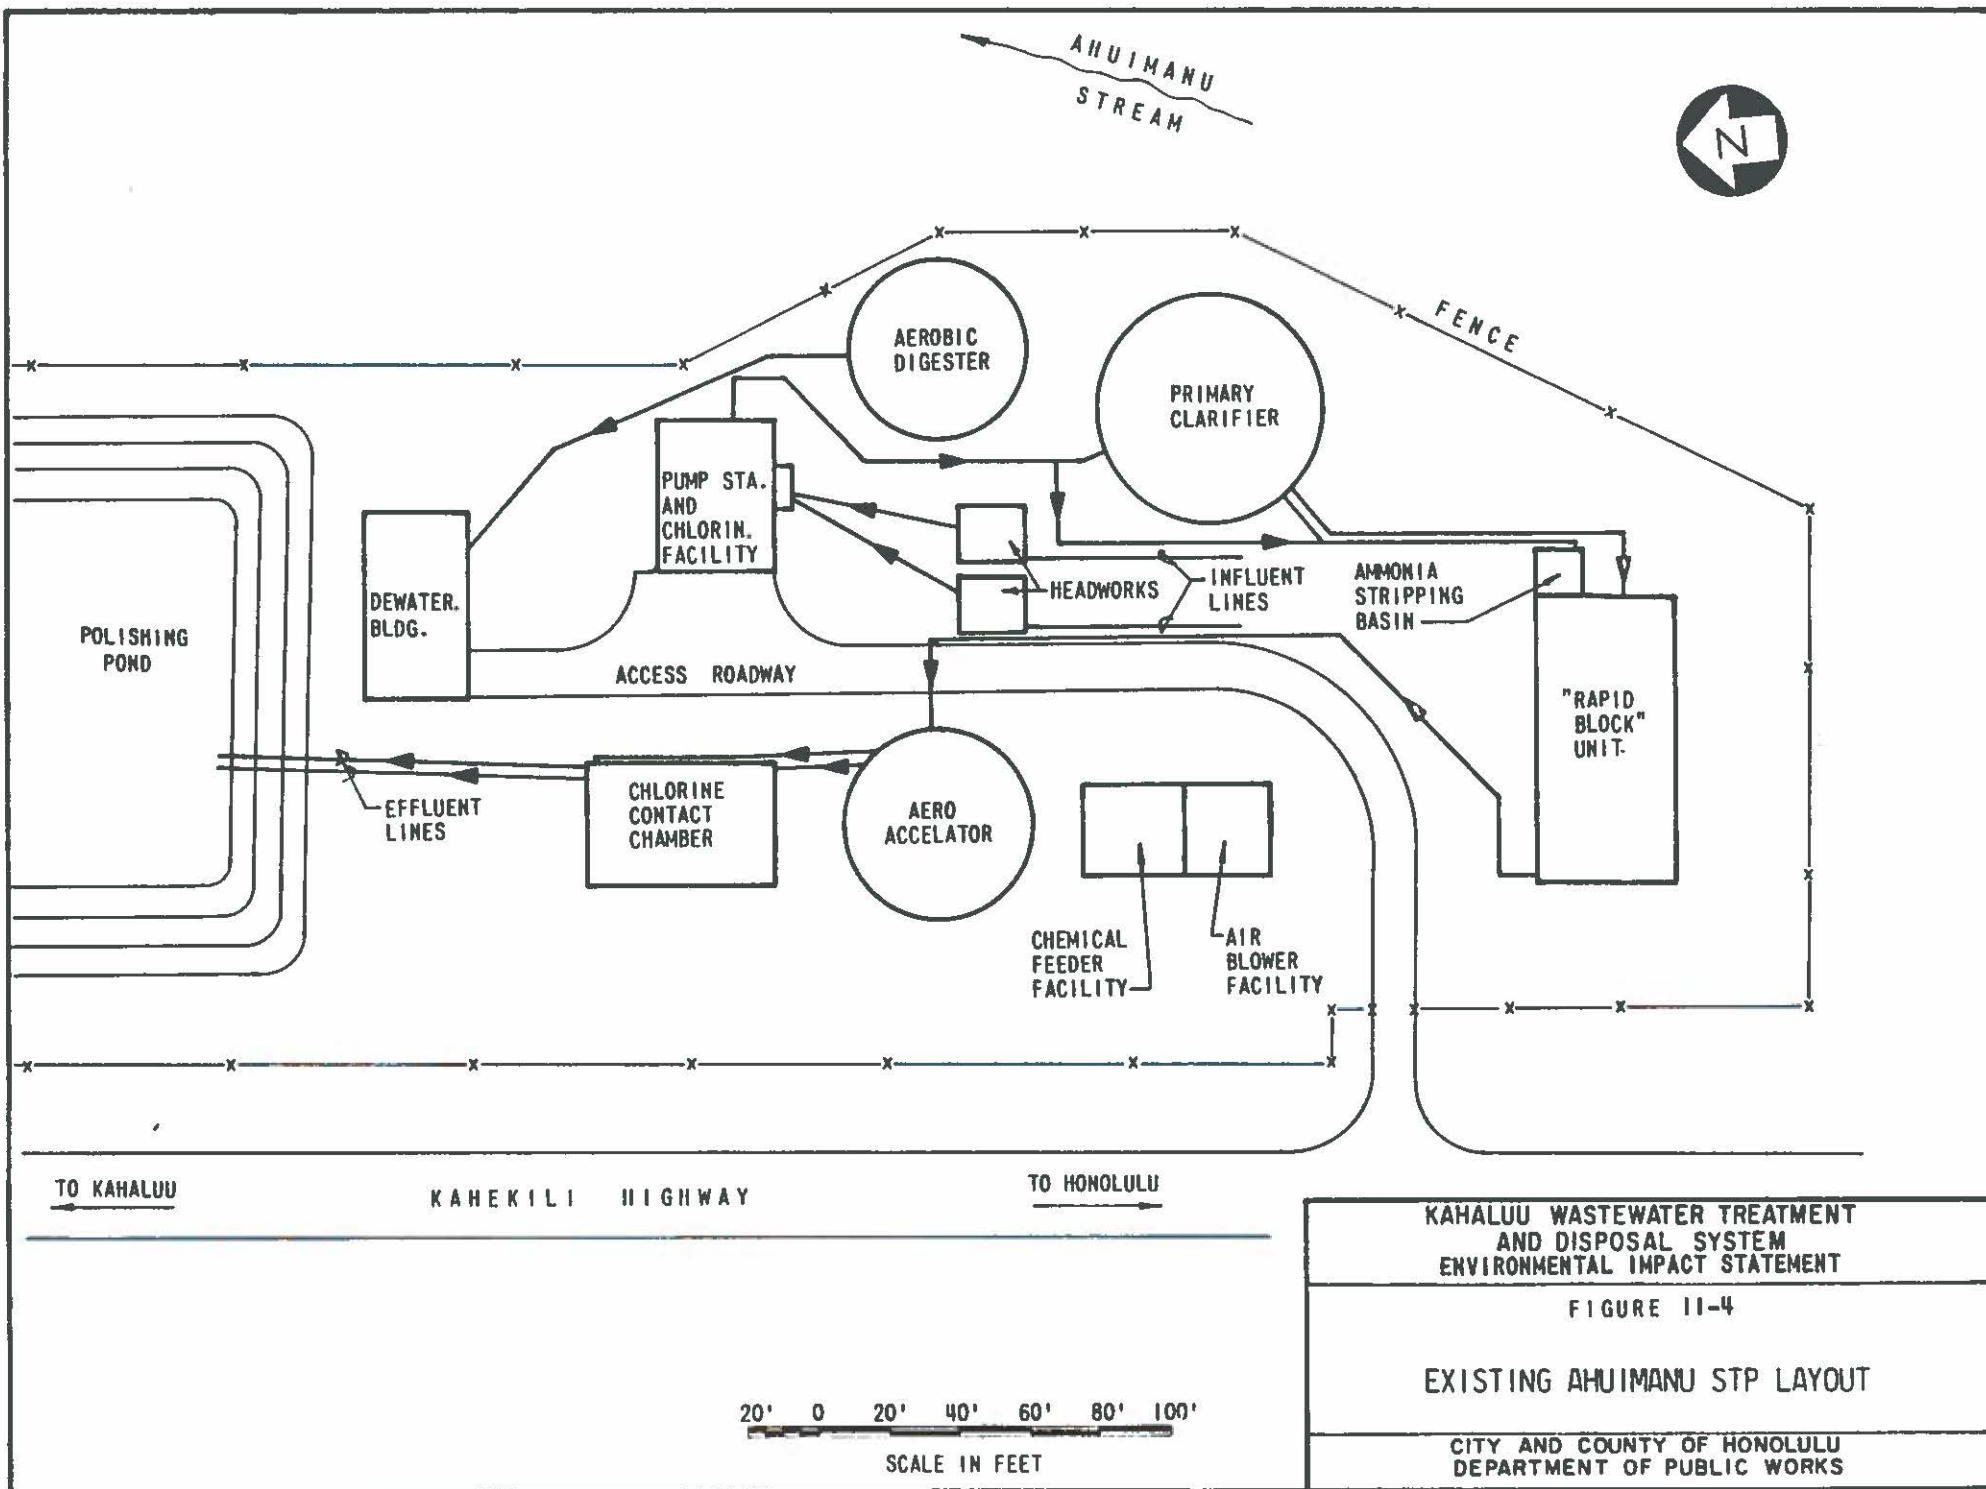 AHUIMANU
STREAM
N
FENCE
AEROBIC
DIGESTER
PRIMARY
CLARIFIER
PUMP STA.
AND
CHLORIN.
FACILITY
HEADWORKS
INFLUENT
LINES
AMMONIA
STRIPPING
BASIN
DEWATER.
BLDG.
POLISHING
POND
ACCESS ROADWAY
"RAPID
BLOCK"
UNIT
EFFLUENT
LINES
CHLORINE
CONTACT
CHAMBER
AERO
ACCELATOR
CHEMICAL
FEEDER
FACILITY
AIR
BLOWER
FACILITY
TO KAHALUU
KAHEKILI HIGHWAY
TO HONOLULU
20' 0 20' 40' 60' 80' 100'
SCALE IN FEET
KAHALUU WASTEWATER TREATMENT
AND DISPOSAL SYSTEM
ENVIRONMENTAL IMPACT STATEMENT
FIGURE II-4
EXISTING AHUIMANU STP LAYOUT
CITY AND COUNTY OF HONOLULU
DEPARTMENT OF PUBLIC WORKS